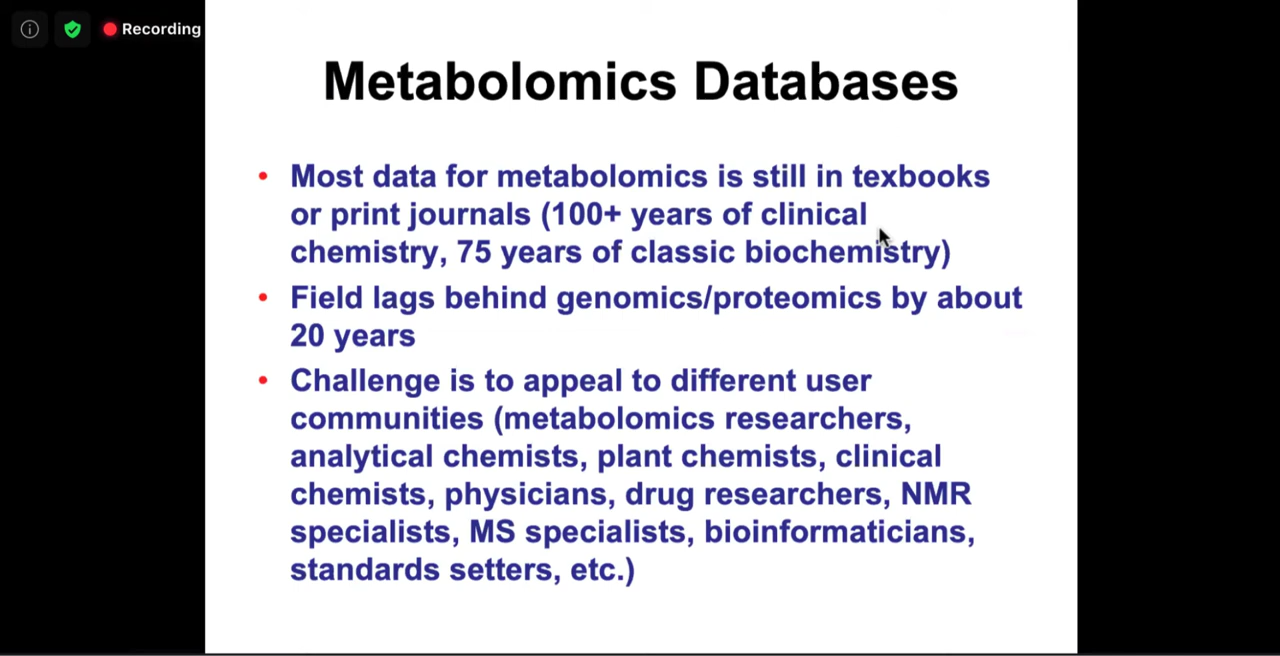 Recording
Metabolomics Databases
• Most data for metabolomics is still in texbooks
or print journals (100+ years of clinical
chemistry, 75 years of classic biochemistry)
• Field lags behind genomics/proteomics by about
20 years
• Challenge is to appeal to different user
communities (metabolomics researchers,
analytical chemists, plant chemists, clinical
chemists, physicians, drug researchers, NMR
specialists, MS specialists, bioinformaticians,
standards setters, etc.)